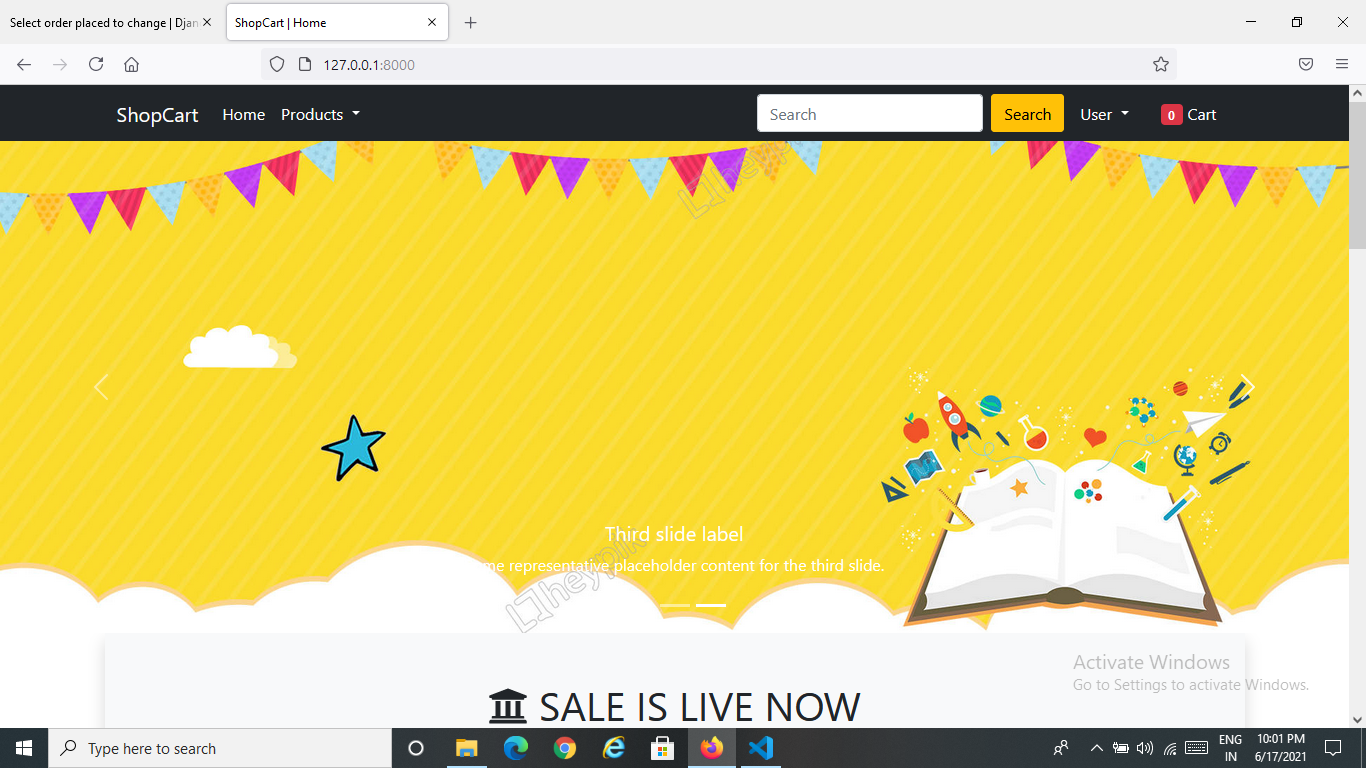 Select order placed to change | Djan
ShopCart | Home
127.0.0.1:8000
ShopCart
Home
Products
Search
Search
User
0
Cart
heypik
Third slide label
me representative placeholder content for the third slide.
heypik
SALE IS LIVE NOW
Activate Windows
Go to Settings to activate Windows.
Type here to search
ENG
IN
10:01 PM
6/17/2021